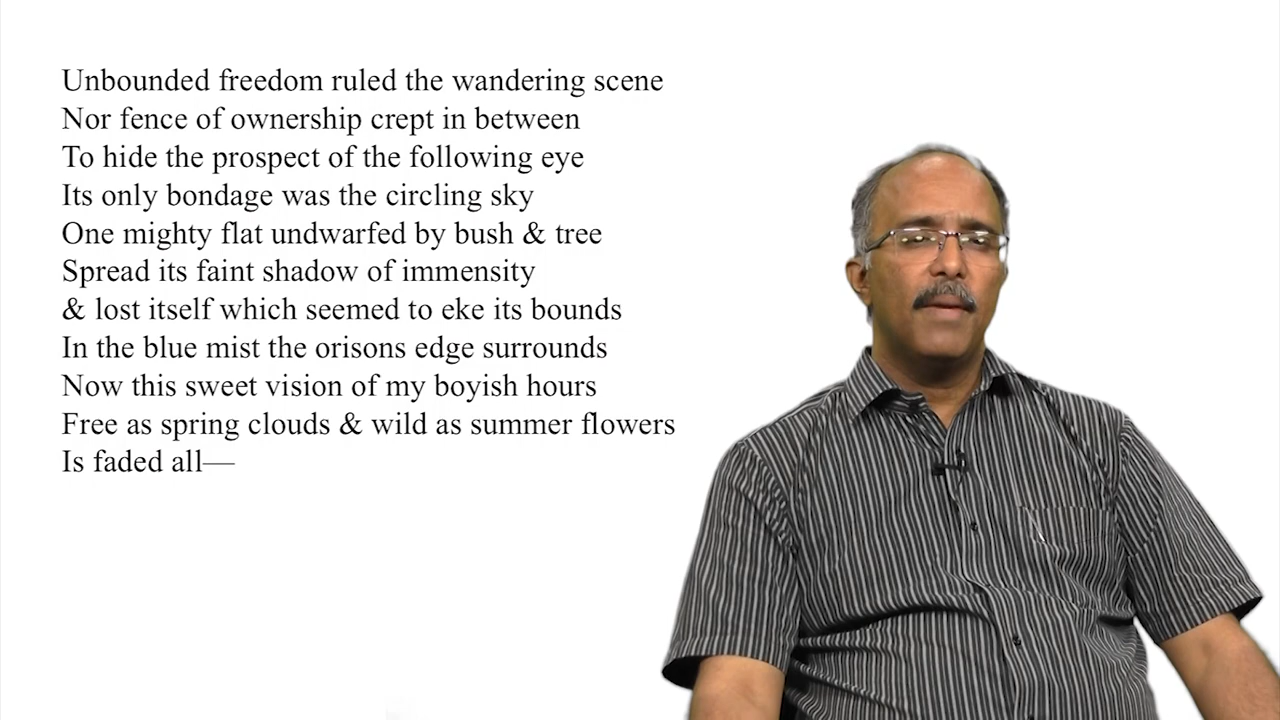 Unbounded freedom ruled the wandering scene
Nor fence of ownership crept in between
To hide the prospect of the following eye
Its only bondage was the circling sky
One mighty flat undwarfed by bush & tree
Spread its faint shadow of immensity
& lost itself which seemed to eke its bounds
In the blue mist the orisons edge surrounds
Now this sweet vision of my boyish hours
Free as spring clouds & wild as summer flowers
Is faded all—